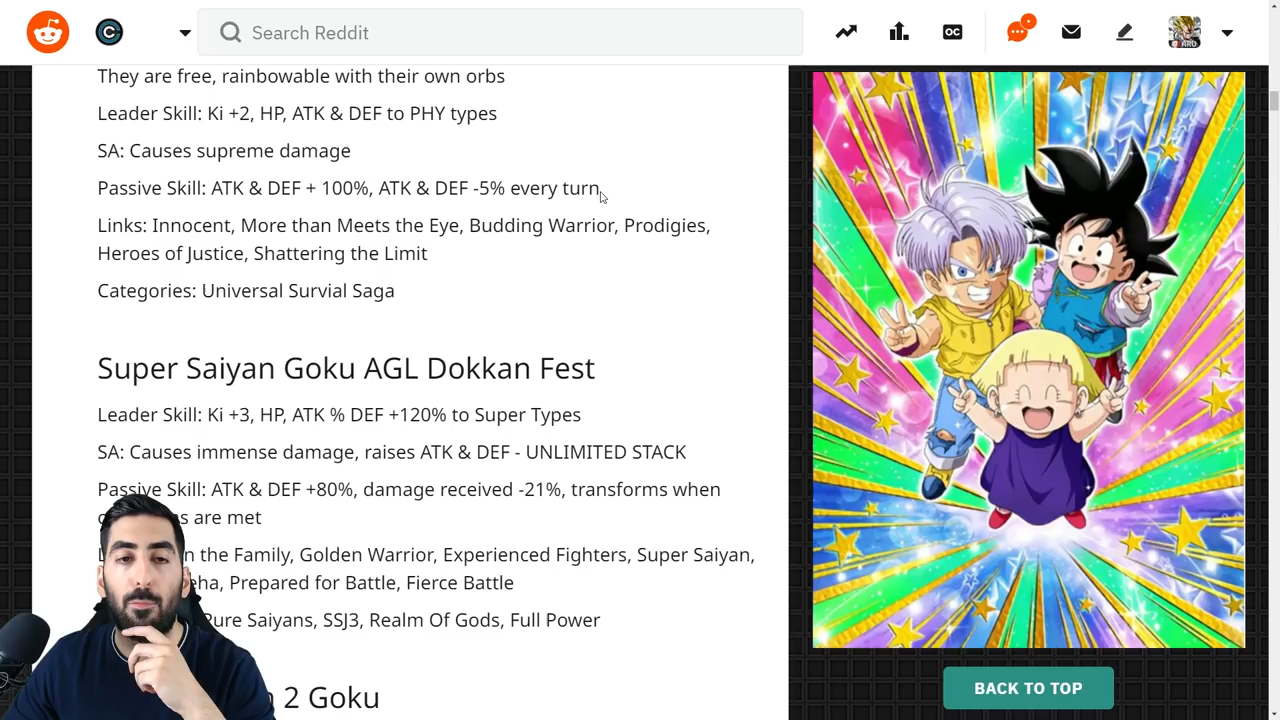 Search Reddit
OC
They are free, rainbowable with their own orbs
Leader Skill: Ki +2, HP, ATK & DEF to PHY types
SA: Causes supreme damage
Passive Skill: ATK & DEF + 100%, ATK & DEF -5% every turn
Links: Innocent, More than Meets the Eye, Budding Warrior, Prodigies,
Heroes of Justice, Shattering the Limit
Categories: Universal Survial Saga
Super Saiyan Goku AGL Dokkan Fest
Leader Skill: Ki +3, HP, ATK % DEF +120% to Super Types
SA: Causes immense damage, raises ATK & DEF - UNLIMITED STACK
Passive Skill: ATK & DEF +80%, damage received -21%, transforms when
are met
the Family, Golden Warrior, Experienced Fighters, Super Saiyan,
Prepared for Battle, Fierce Battle
Pure Saiyans, SSJ3, Realm Of Gods, Full Power
2 Goku
BACK TO TOP